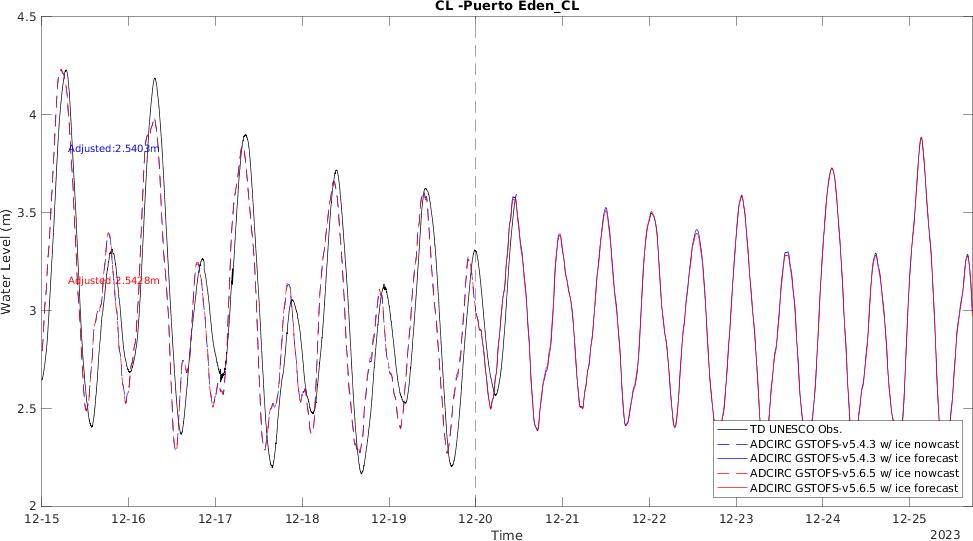 CL -Puerto Eden_CL
4.5
4
3.5
3
2.5
2
Water Level (m)
Adjusted:2.5403m
Adjusted:2.5428m
TD UNESCO Obs.
ADCIRC GSTOFS-v5.4.3 w/ ice nowcast
ADCIRC GSTOFS-v5.4.3 w/ ice forecast
ADCIRC GSTOFS-v5.6.5 w/ ice nowcast
ADCIRC GSTOFS-v5.6.5 w/ ice forecast
12-15 12-16 12-17 12-18 12-19 12-20 12-21 12-22 12-23 12-24 12-25
Time
2023